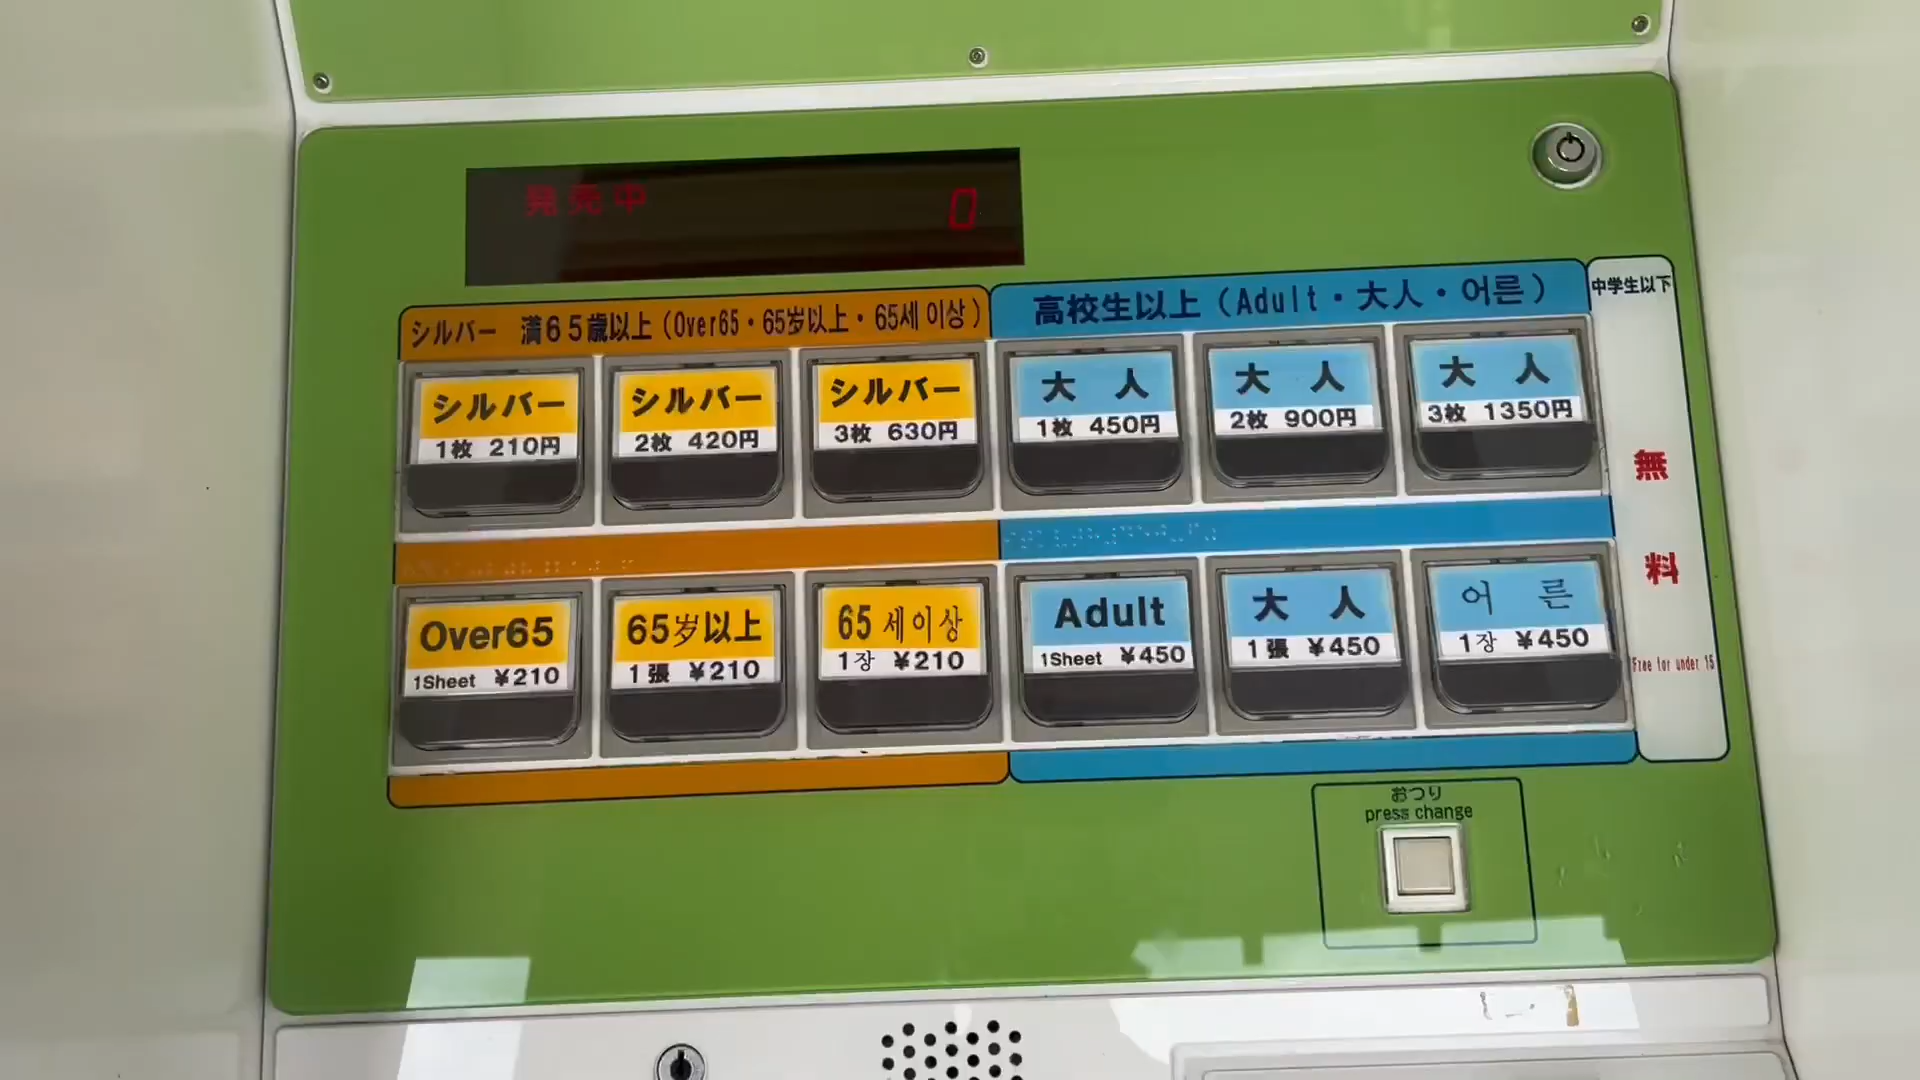 発売中 0
シルバー 満65歳以上(Over65・65岁以上・65세 이상)
高校生以上(Adult・大人・어른)
中学生以下
シルバー
1枚 210円
シルバー
2枚 420円
シルバー
3枚 630円
大 人
1枚 450円
大 人
2枚 900円
大 人
3枚 1350円
無料
Free for under 15
Over65
1Sheet ¥210
65岁以上
1張 ¥210
65 세이상
1장 ¥210
Adult
1Sheet ¥450
大 人
1張 ¥450
어 른
1장 ¥450
おつり
press change